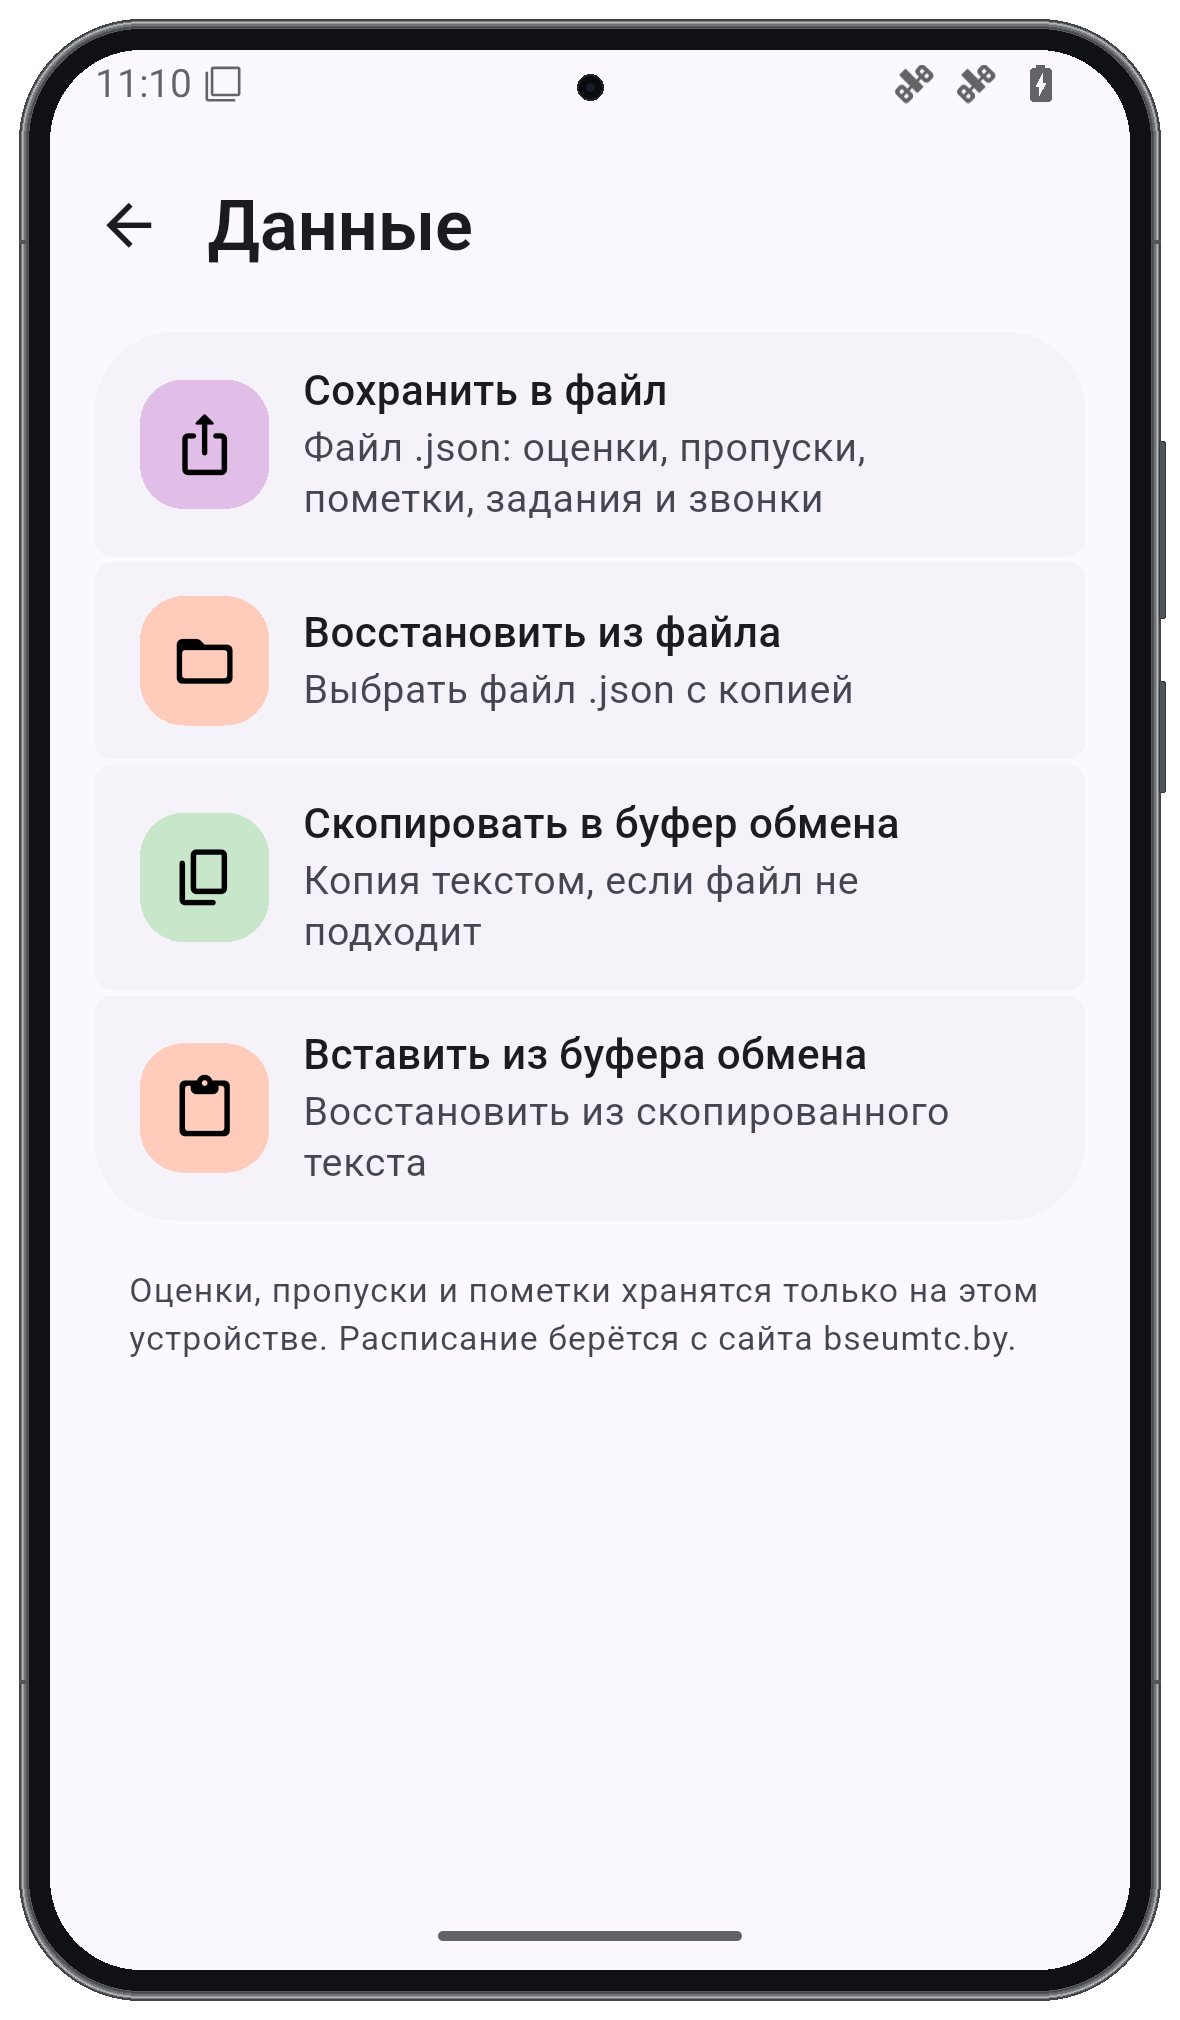 11:10
Данные
Сохранить в файл
Файл .json: оценки, пропуски,
пометки, задания и звонки
Восстановить из файла
Выбрать файл .json с копией
Скопировать в буфер обмена
Копия текстом, если файл не
подходит
Вставить из буфера обмена
Восстановить из скопированного
текста
Оценки, пропуски и пометки хранятся только на этом
устройстве. Расписание берётся с сайта bseumtc.by.